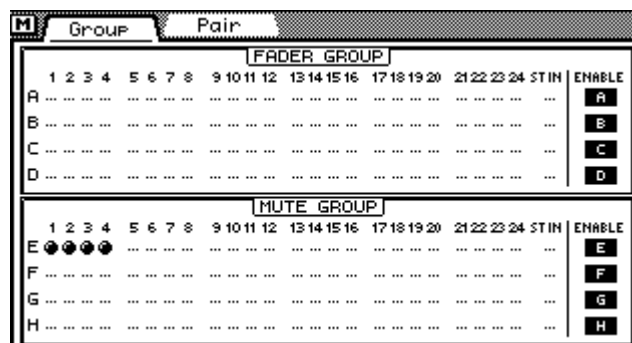 M Group Pair
FADER GROUP
1 2 3 4 5 6 7 8 9 10 11 12 13 14 15 16 17 18 19 20 21 22 23 24 ST IN ENABLE
A ... ... ... ... ... ... ... ... ... ... ... ... ... ... ... ... ... ... ... ... ... ... ... ... ... A
B ... ... ... ... ... ... ... ... ... ... ... ... ... ... ... ... ... ... ... ... ... ... ... ... ... B
C ... ... ... ... ... ... ... ... ... ... ... ... ... ... ... ... ... ... ... ... ... ... ... ... ... C
D ... ... ... ... ... ... ... ... ... ... ... ... ... ... ... ... ... ... ... ... ... ... ... ... ... D
MUTE GROUP
1 2 3 4 5 6 7 8 9 10 11 12 13 14 15 16 17 18 19 20 21 22 23 24 ST IN ENABLE
E ... ... ... ... ... ... ... ... ... ... ... ... ... ... ... ... ... ... ... ... ... E
F ... ... ... ... ... ... ... ... ... ... ... ... ... ... ... ... ... ... ... ... ... ... ... ... ... F
G ... ... ... ... ... ... ... ... ... ... ... ... ... ... ... ... ... ... ... ... ... ... ... ... ... G
H ... ... ... ... ... ... ... ... ... ... ... ... ... ... ... ... ... ... ... ... ... ... ... ... ... H